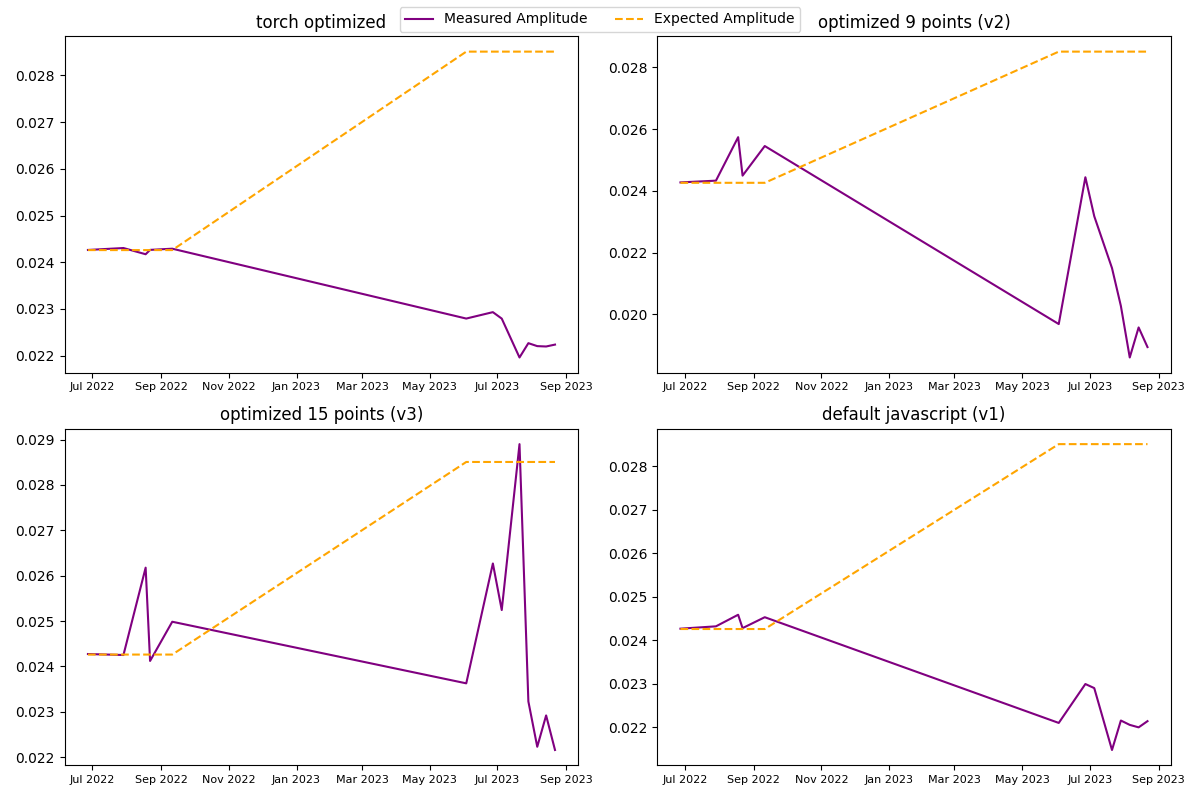 torch optimized
Measured Amplitude
Expected Amplitude
optimized 9 points (v2)
0.028
0.027
0.026
0.025
0.024
0.023
0.022
Jul 2022 Sep 2022 Nov 2022 Jan 2023 Mar 2023 May 2023 Jul 2023 Sep 2023
0.028
0.026
0.024
0.022
0.020
Jul 2022 Sep 2022 Nov 2022 Jan 2023 Mar 2023 May 2023 Jul 2023 Sep 2023
optimized 15 points (v3)
0.029
0.028
0.027
0.026
0.025
0.024
0.023
0.022
Jul 2022 Sep 2022 Nov 2022 Jan 2023 Mar 2023 May 2023 Jul 2023 Sep 2023
default javascript (v1)
0.028
0.027
0.026
0.025
0.024
0.023
0.022
Jul 2022 Sep 2022 Nov 2022 Jan 2023 Mar 2023 May 2023 Jul 2023 Sep 2023